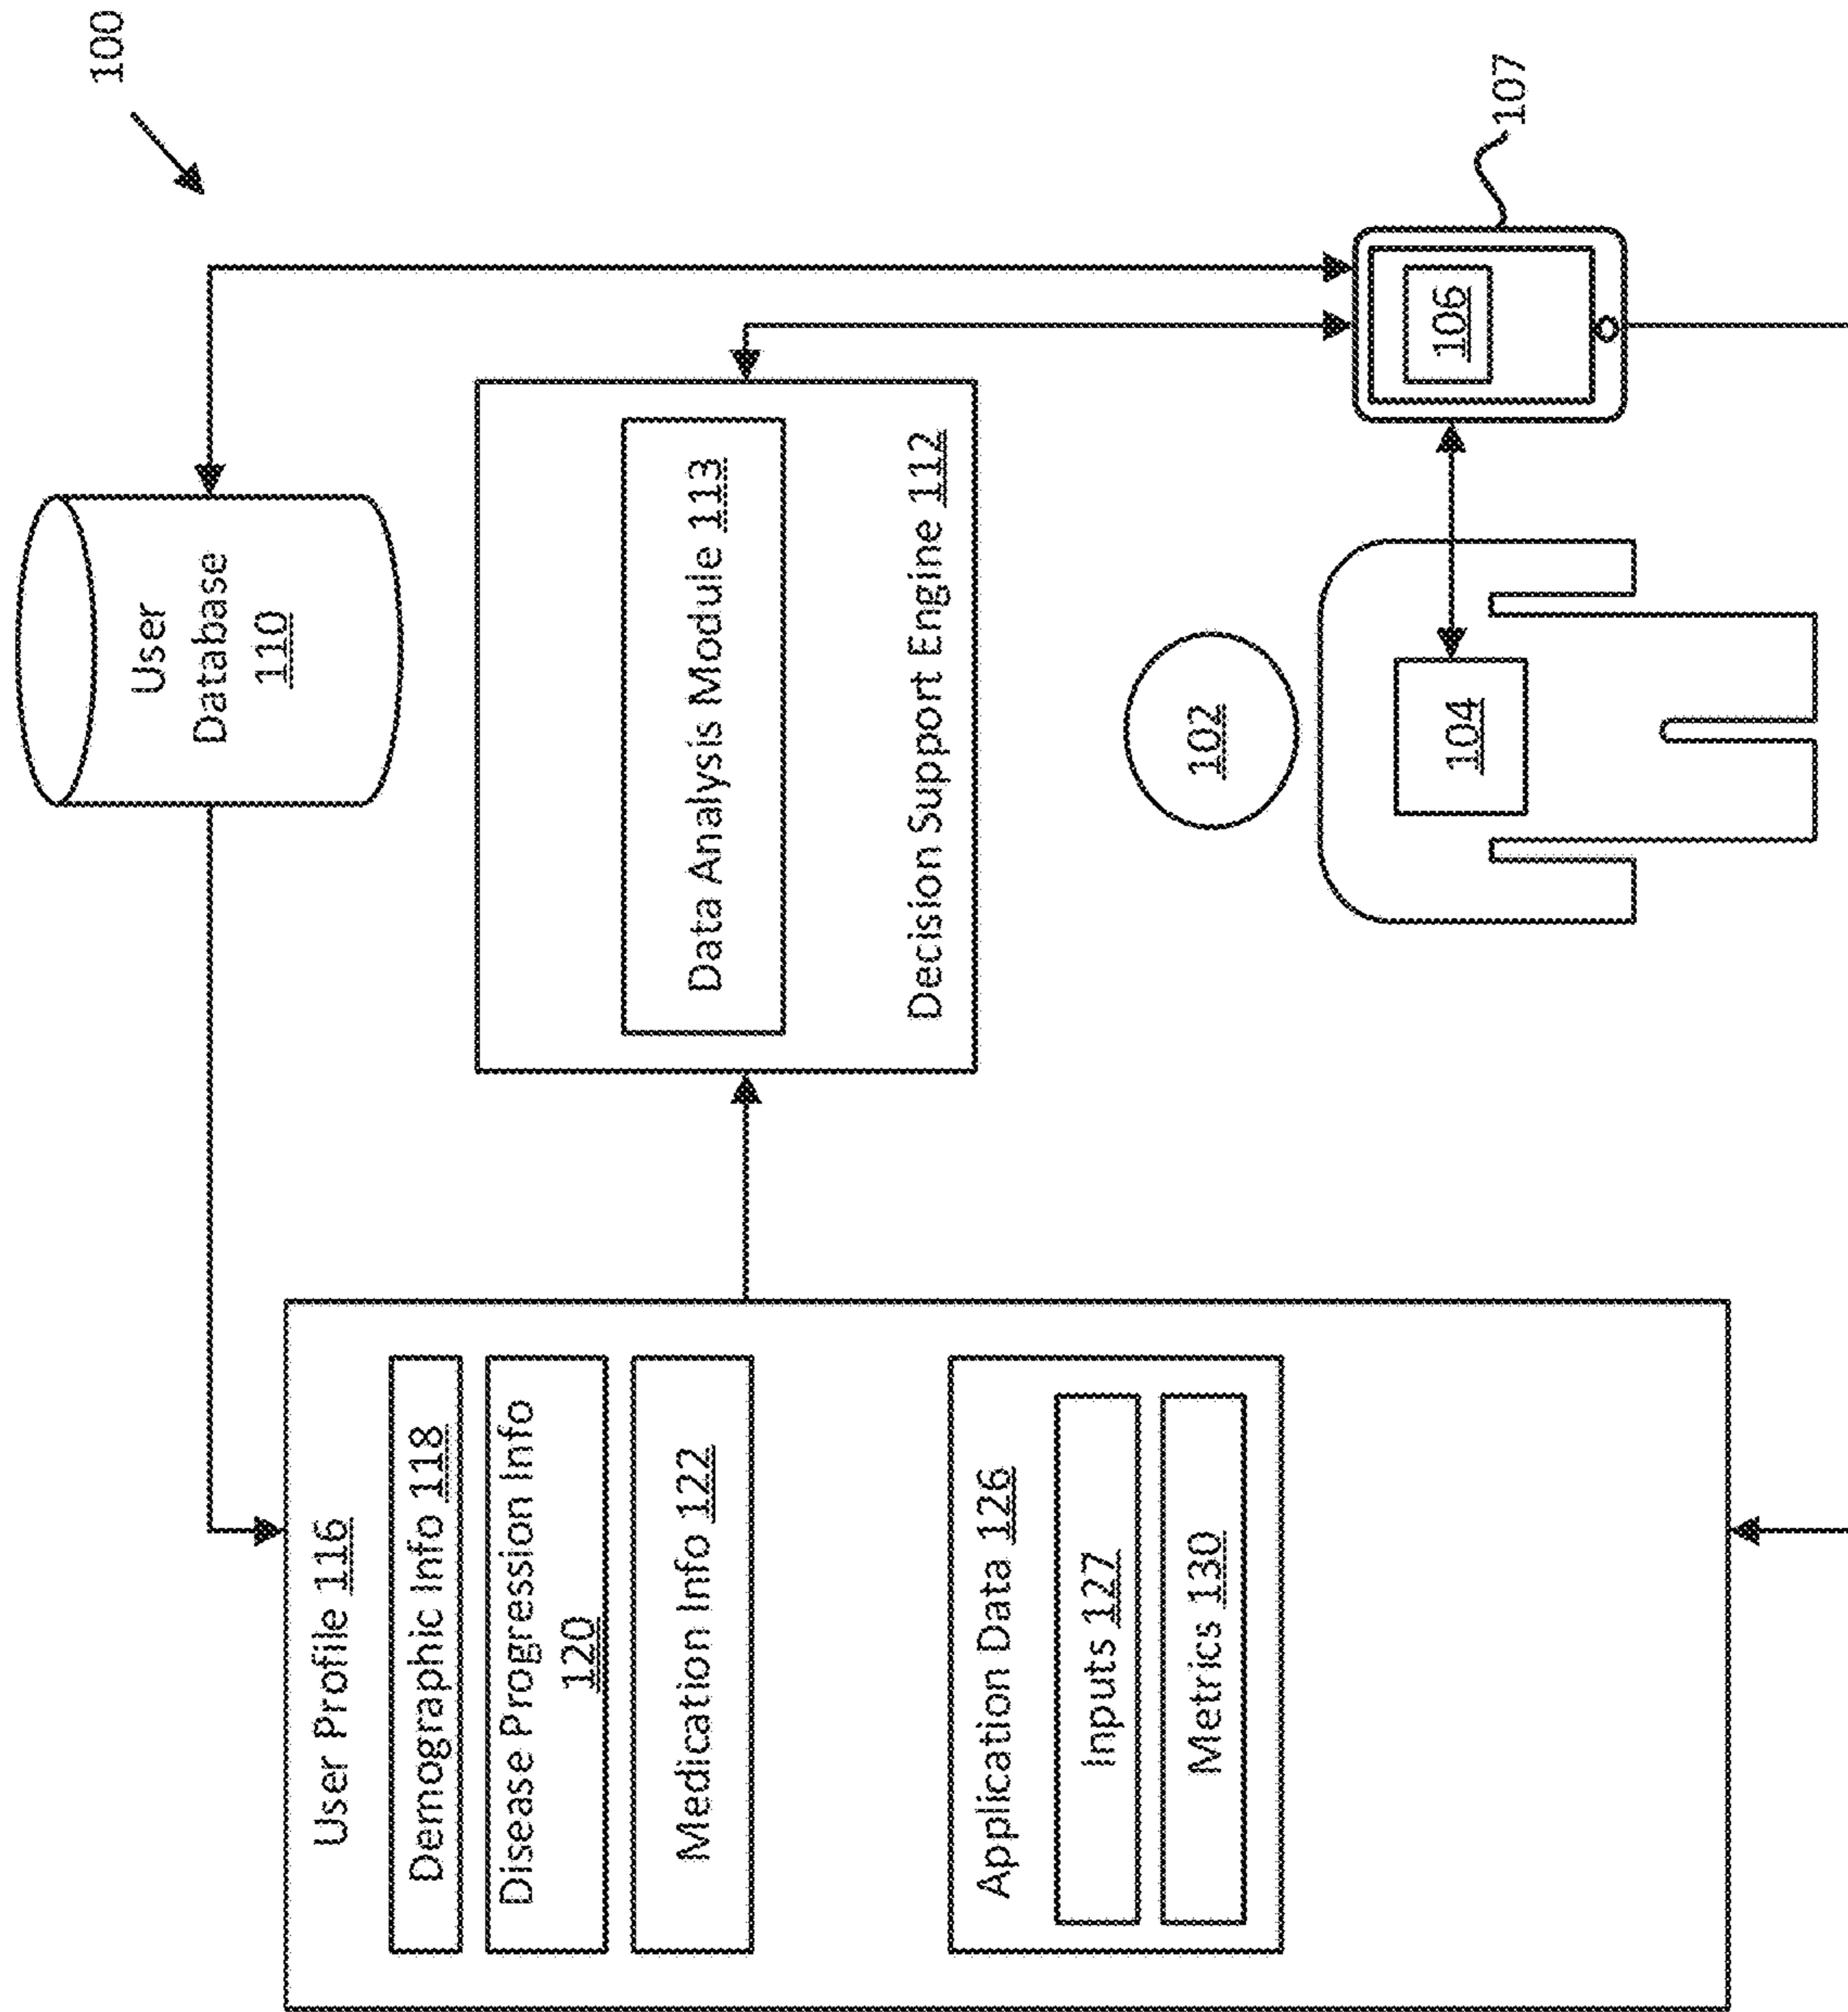 100
User Profile 116
Demographic Info 118
Disease Progression Info
120
Medication Info 122
Application Data 126
Inputs 127
Metrics 130
User
Database
110
Data Analysis Module 113
Decision Support Engine 112
102
104
106
107